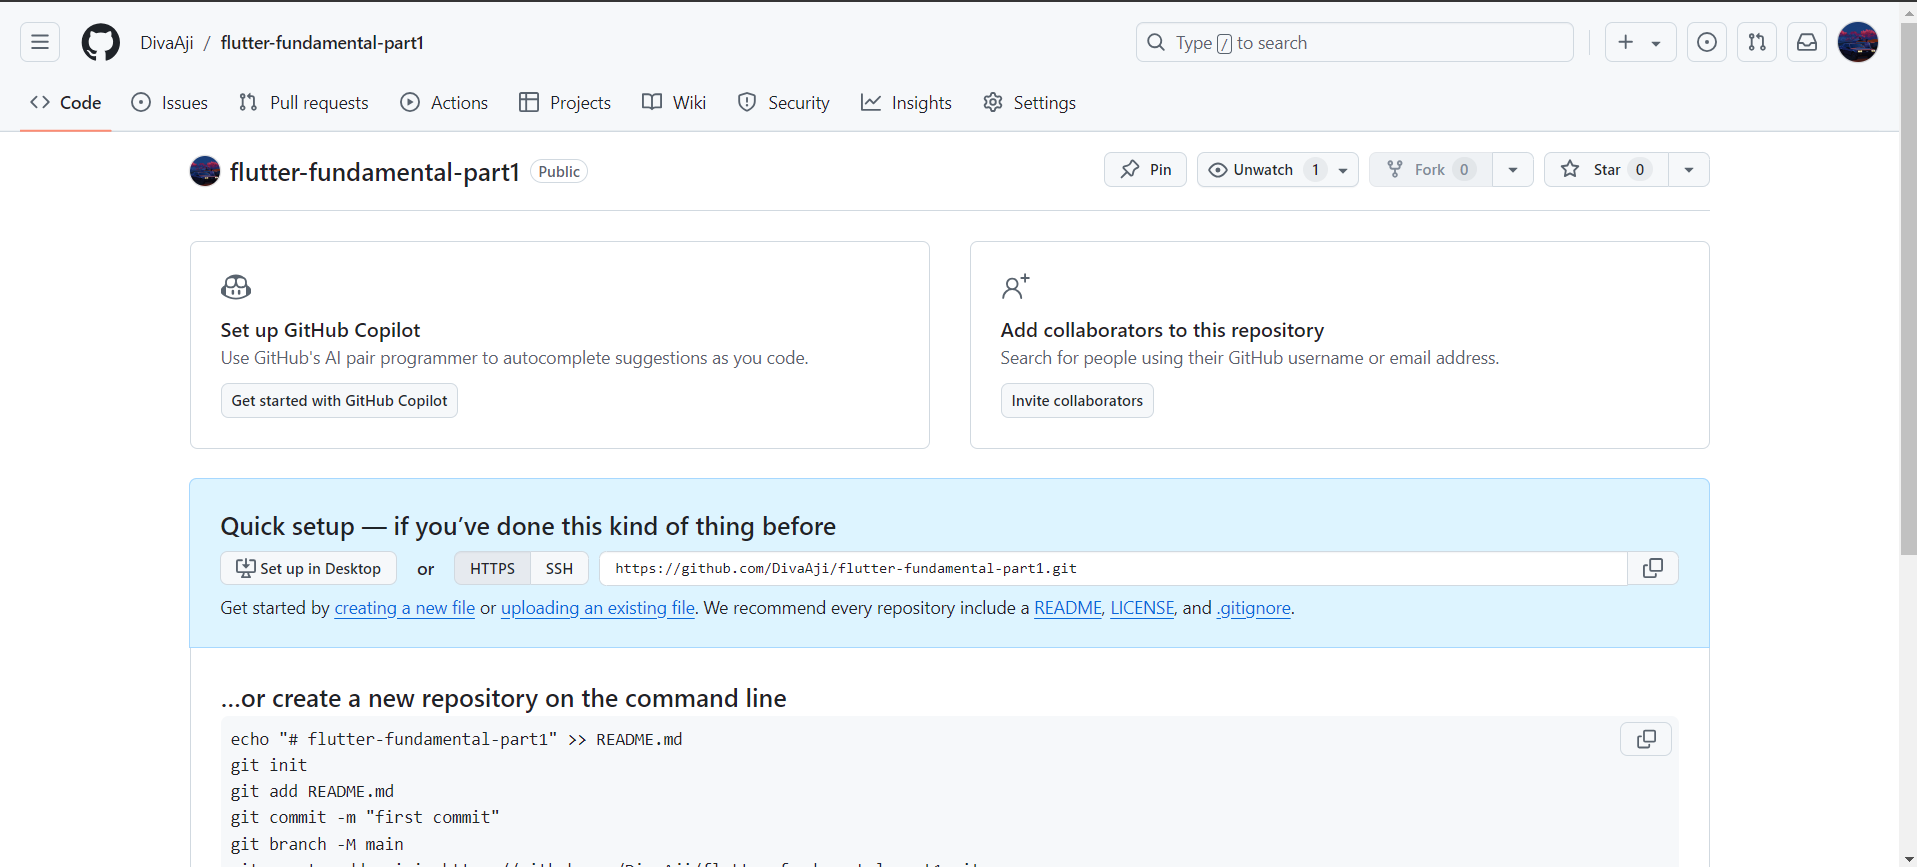 DivaAji / flutter-fundamental-part1
Type / to search
Code Issues Pull requests Actions Projects Wiki Security Insights Settings
flutter-fundamental-part1 Public
Pin Unwatch 1 Fork 0 Star 0
Set up GitHub Copilot
Use GitHub's AI pair programmer to autocomplete suggestions as you code.
Get started with GitHub Copilot
Add collaborators to this repository
Search for people using their GitHub username or email address.
Invite collaborators
Quick setup — if you’ve done this kind of thing before
Set up in Desktop or HTTPS SSH https://github.com/DivaAji/flutter-fundamental-part1.git
Get started by creating a new file or uploading an existing file. We recommend every repository include a README, LICENSE, and .gitignore.
…or create a new repository on the command line
echo "# flutter-fundamental-part1" >> README.md
git init
git add README.md
git commit -m "first commit"
git branch -M main